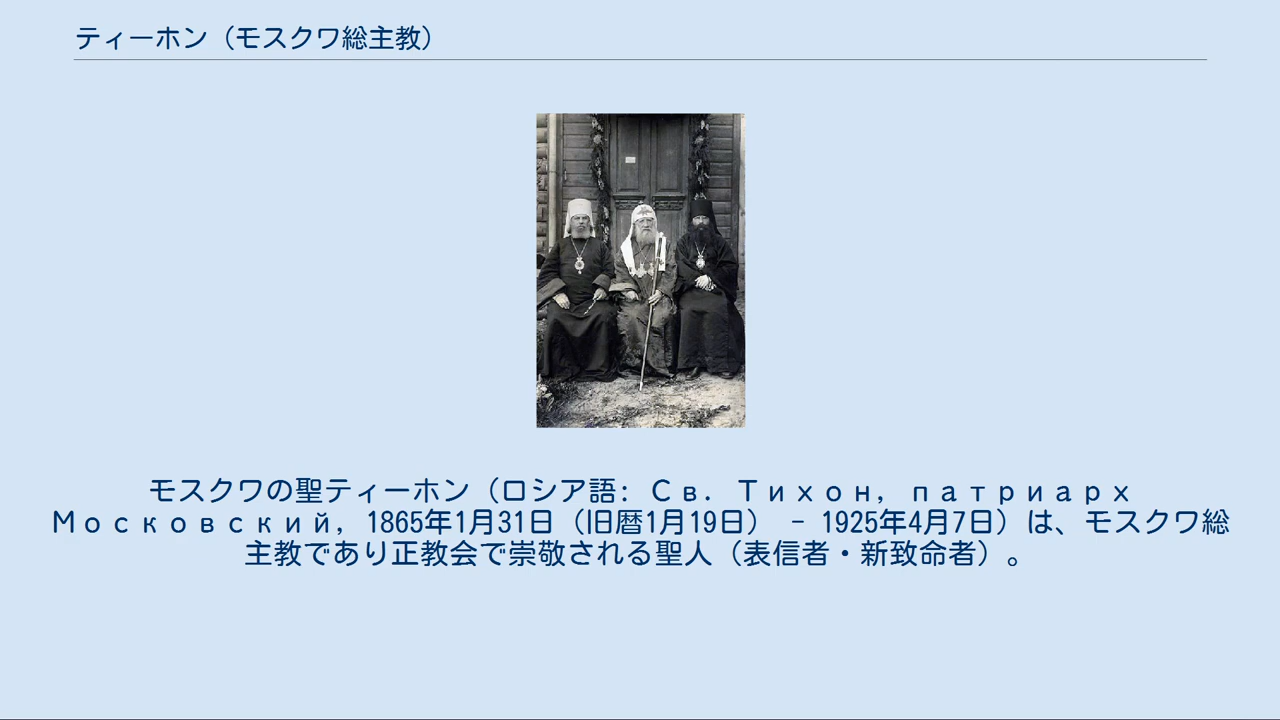 ティーホン（モスクワ総主教）
モスクワの聖ティーホン（ロシア語: Св. Тихон, патриарх
Московский, 1865年1月31日（旧暦1月19日） - 1925年4月7日）は、モスクワ総
主教であり正教会で崇敬される聖人（表信者・新致命者）。